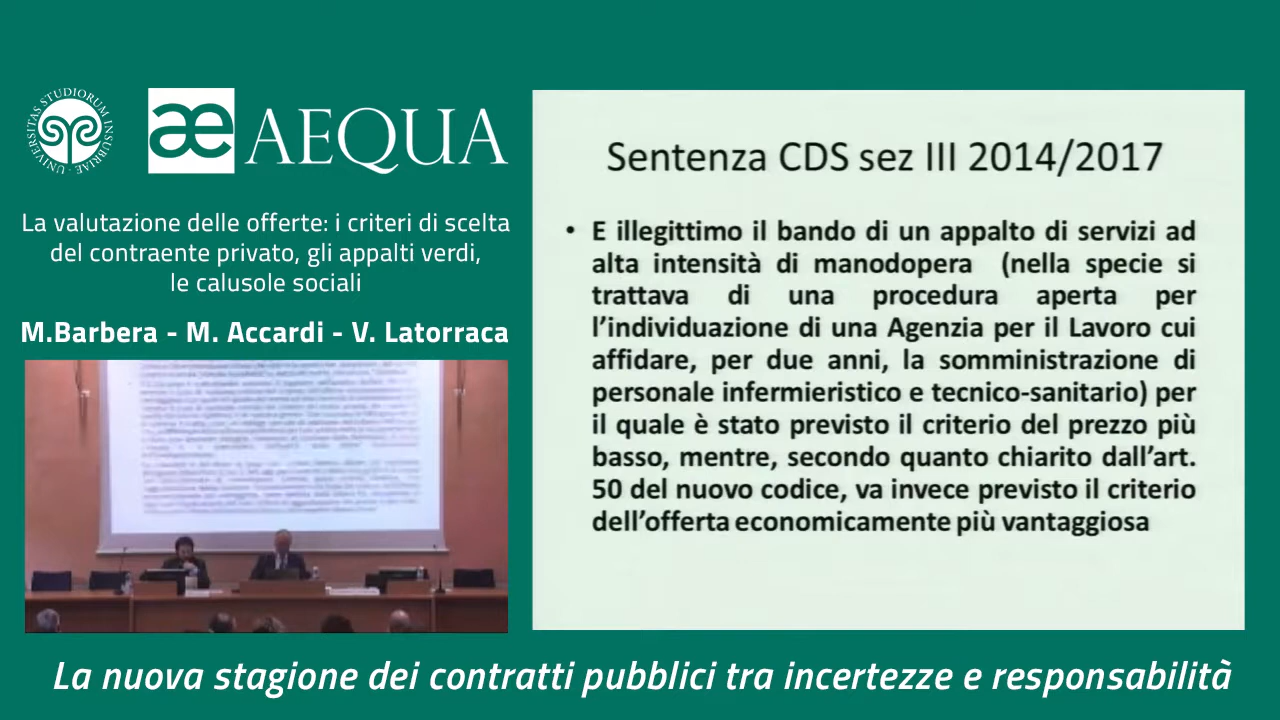 UNIVERSITAS STUDIORUM INSUBRIAE
æ AEQUA
La valutazione delle offerte: i criteri di scelta
del contraente privato, gli appalti verdi,
le calusole sociali
M.Barbera - M. Accardi - V. Latorraca
Sentenza CDS sez III 2014/2017
• E illegittimo il bando di un appalto di servizi ad
alta intensità di manodopera (nella specie si
trattava di una procedura aperta per
l’individuazione di una Agenzia per il Lavoro cui
affidare, per due anni, la somministrazione di
personale infermieristico e tecnico-sanitario) per
il quale è stato previsto il criterio del prezzo più
basso, mentre, secondo quanto chiarito dall’art.
50 del nuovo codice, va invece previsto il criterio
dell’offerta economicamente più vantaggiosa
La nuova stagione dei contratti pubblici tra incertezze e responsabilità